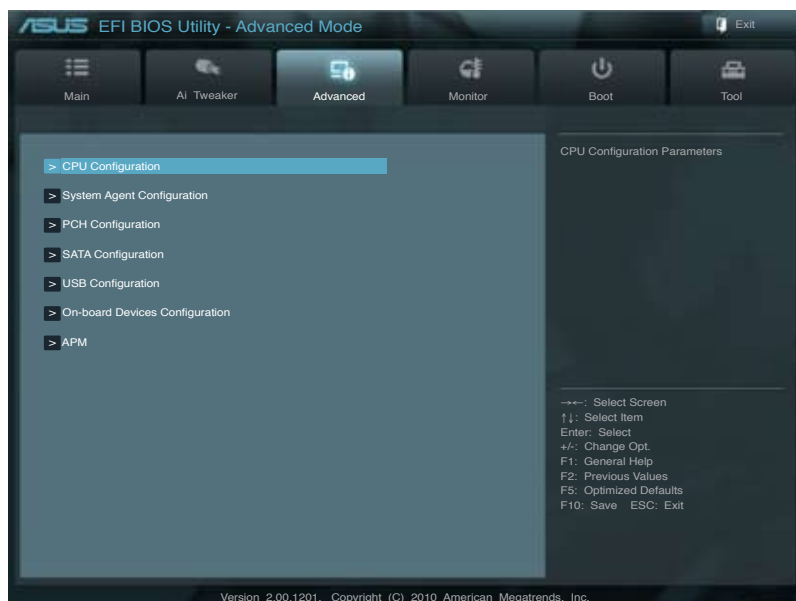 ASUS EFI BIOS Utility - Advanced Mode
Exit
Main
Ai Tweaker
Advanced
Monitor
Boot
Tool
> CPU Configuration
> System Agent Configuration
> PCH Configuration
> SATA Configuration
> USB Configuration
> On-board Devices Configuration
> APM
CPU Configuration Parameters
→←: Select Screen
↑↓: Select Item
Enter: Select
+/-: Change Opt.
F1: General Help
F2: Previous Values
F5: Optimized Defaults
F10: Save ESC: Exit
Version 2.00.1201. Copyright (C) 2010 American Megatrends, Inc.